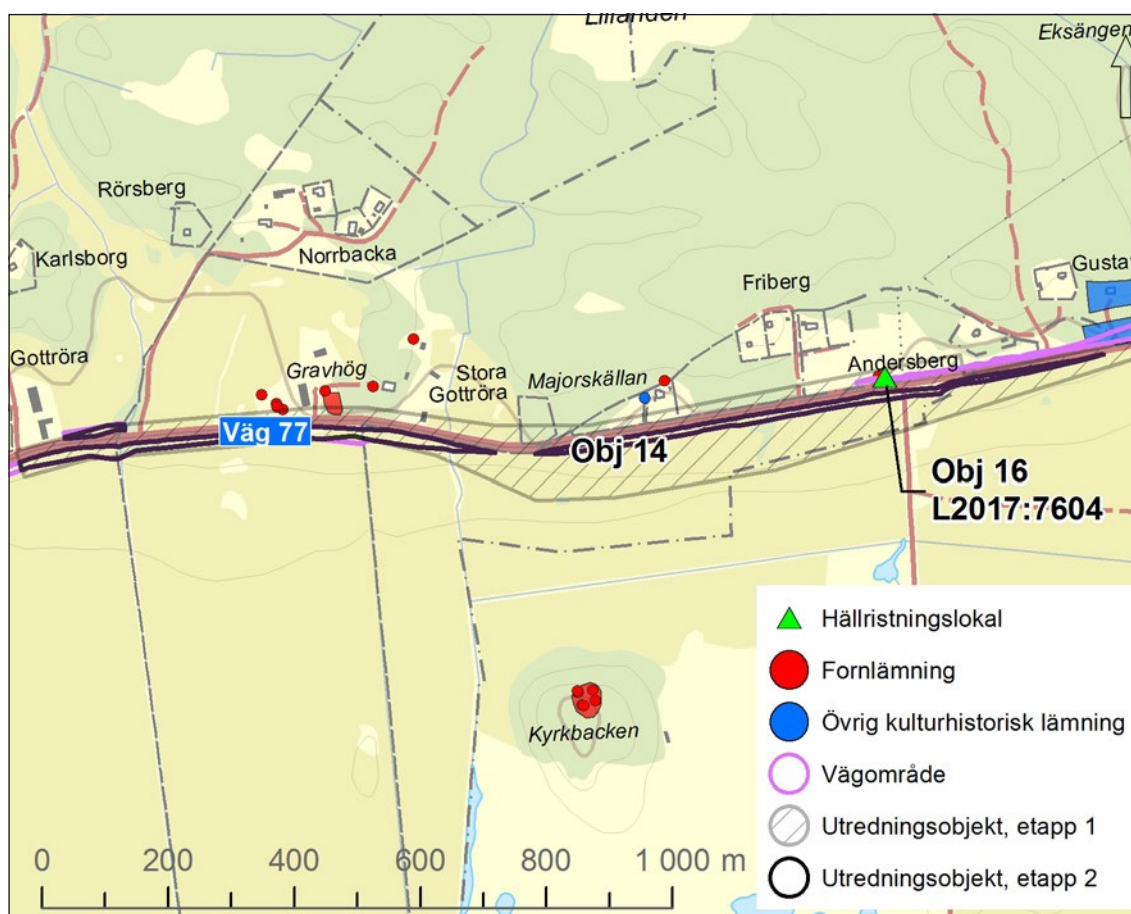 Lillanden
Eksängen
Rörsberg
Karlsborg
Norrbacka
Friberg
Gottröra
Gravhög
Stora
Gottröra
Majorskällan
Andersberg
Väg 77
Obj 14
Obj 16
L2017:7604
Kyrkbacken
Hällristningslokal
Fornlämning
Övrig kulturhistorisk lämning
Vägområde
Utredningsobjekt, etapp 1
Utredningsobjekt, etapp 2
0 200 400 600 800 1 000 m